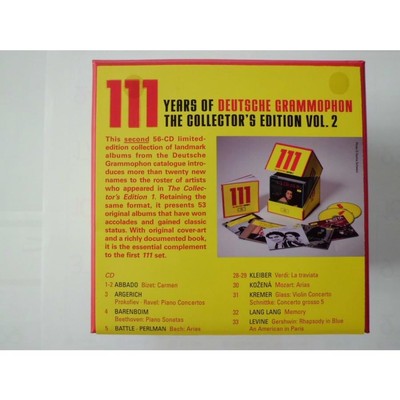 111 YEARS OF DEUTSCHE GRAMMOPHON
THE COLLECTOR'S EDITION VOL. 2
This second 56-CD limited-
edition collection of landmark
albums from the Deutsche
Grammophon catalogue intro-
duces more than twenty new
names to the roster of artists
who appeared in The Collec-
tor's Edition 1. Retaining the
same format, it presents 53
original albums that have won
accolades and gained classic
status. With original cover-art
and a richly documented book,
it is the essential complement
to the first 111 set.
111
111
CD
1-2 ABBADO Bizet: Carmen
3 ARGERICH
Prokofiev · Ravel: Piano Concertos
4 BARENBOIM
Beethoven: Piano Sonatas
5 BATTLE · PERLMAN Bach: Arias
28-29 KLEIBER Verdi: La traviata
30 KOŽENÁ Mozart: Arias
31 KREMER Glass: Violin Concerto
Schnittke: Concerto grosso 5
32 LANG LANG Memory
33 LEVINE Gershwin: Rhapsody in Blue
An American in Paris